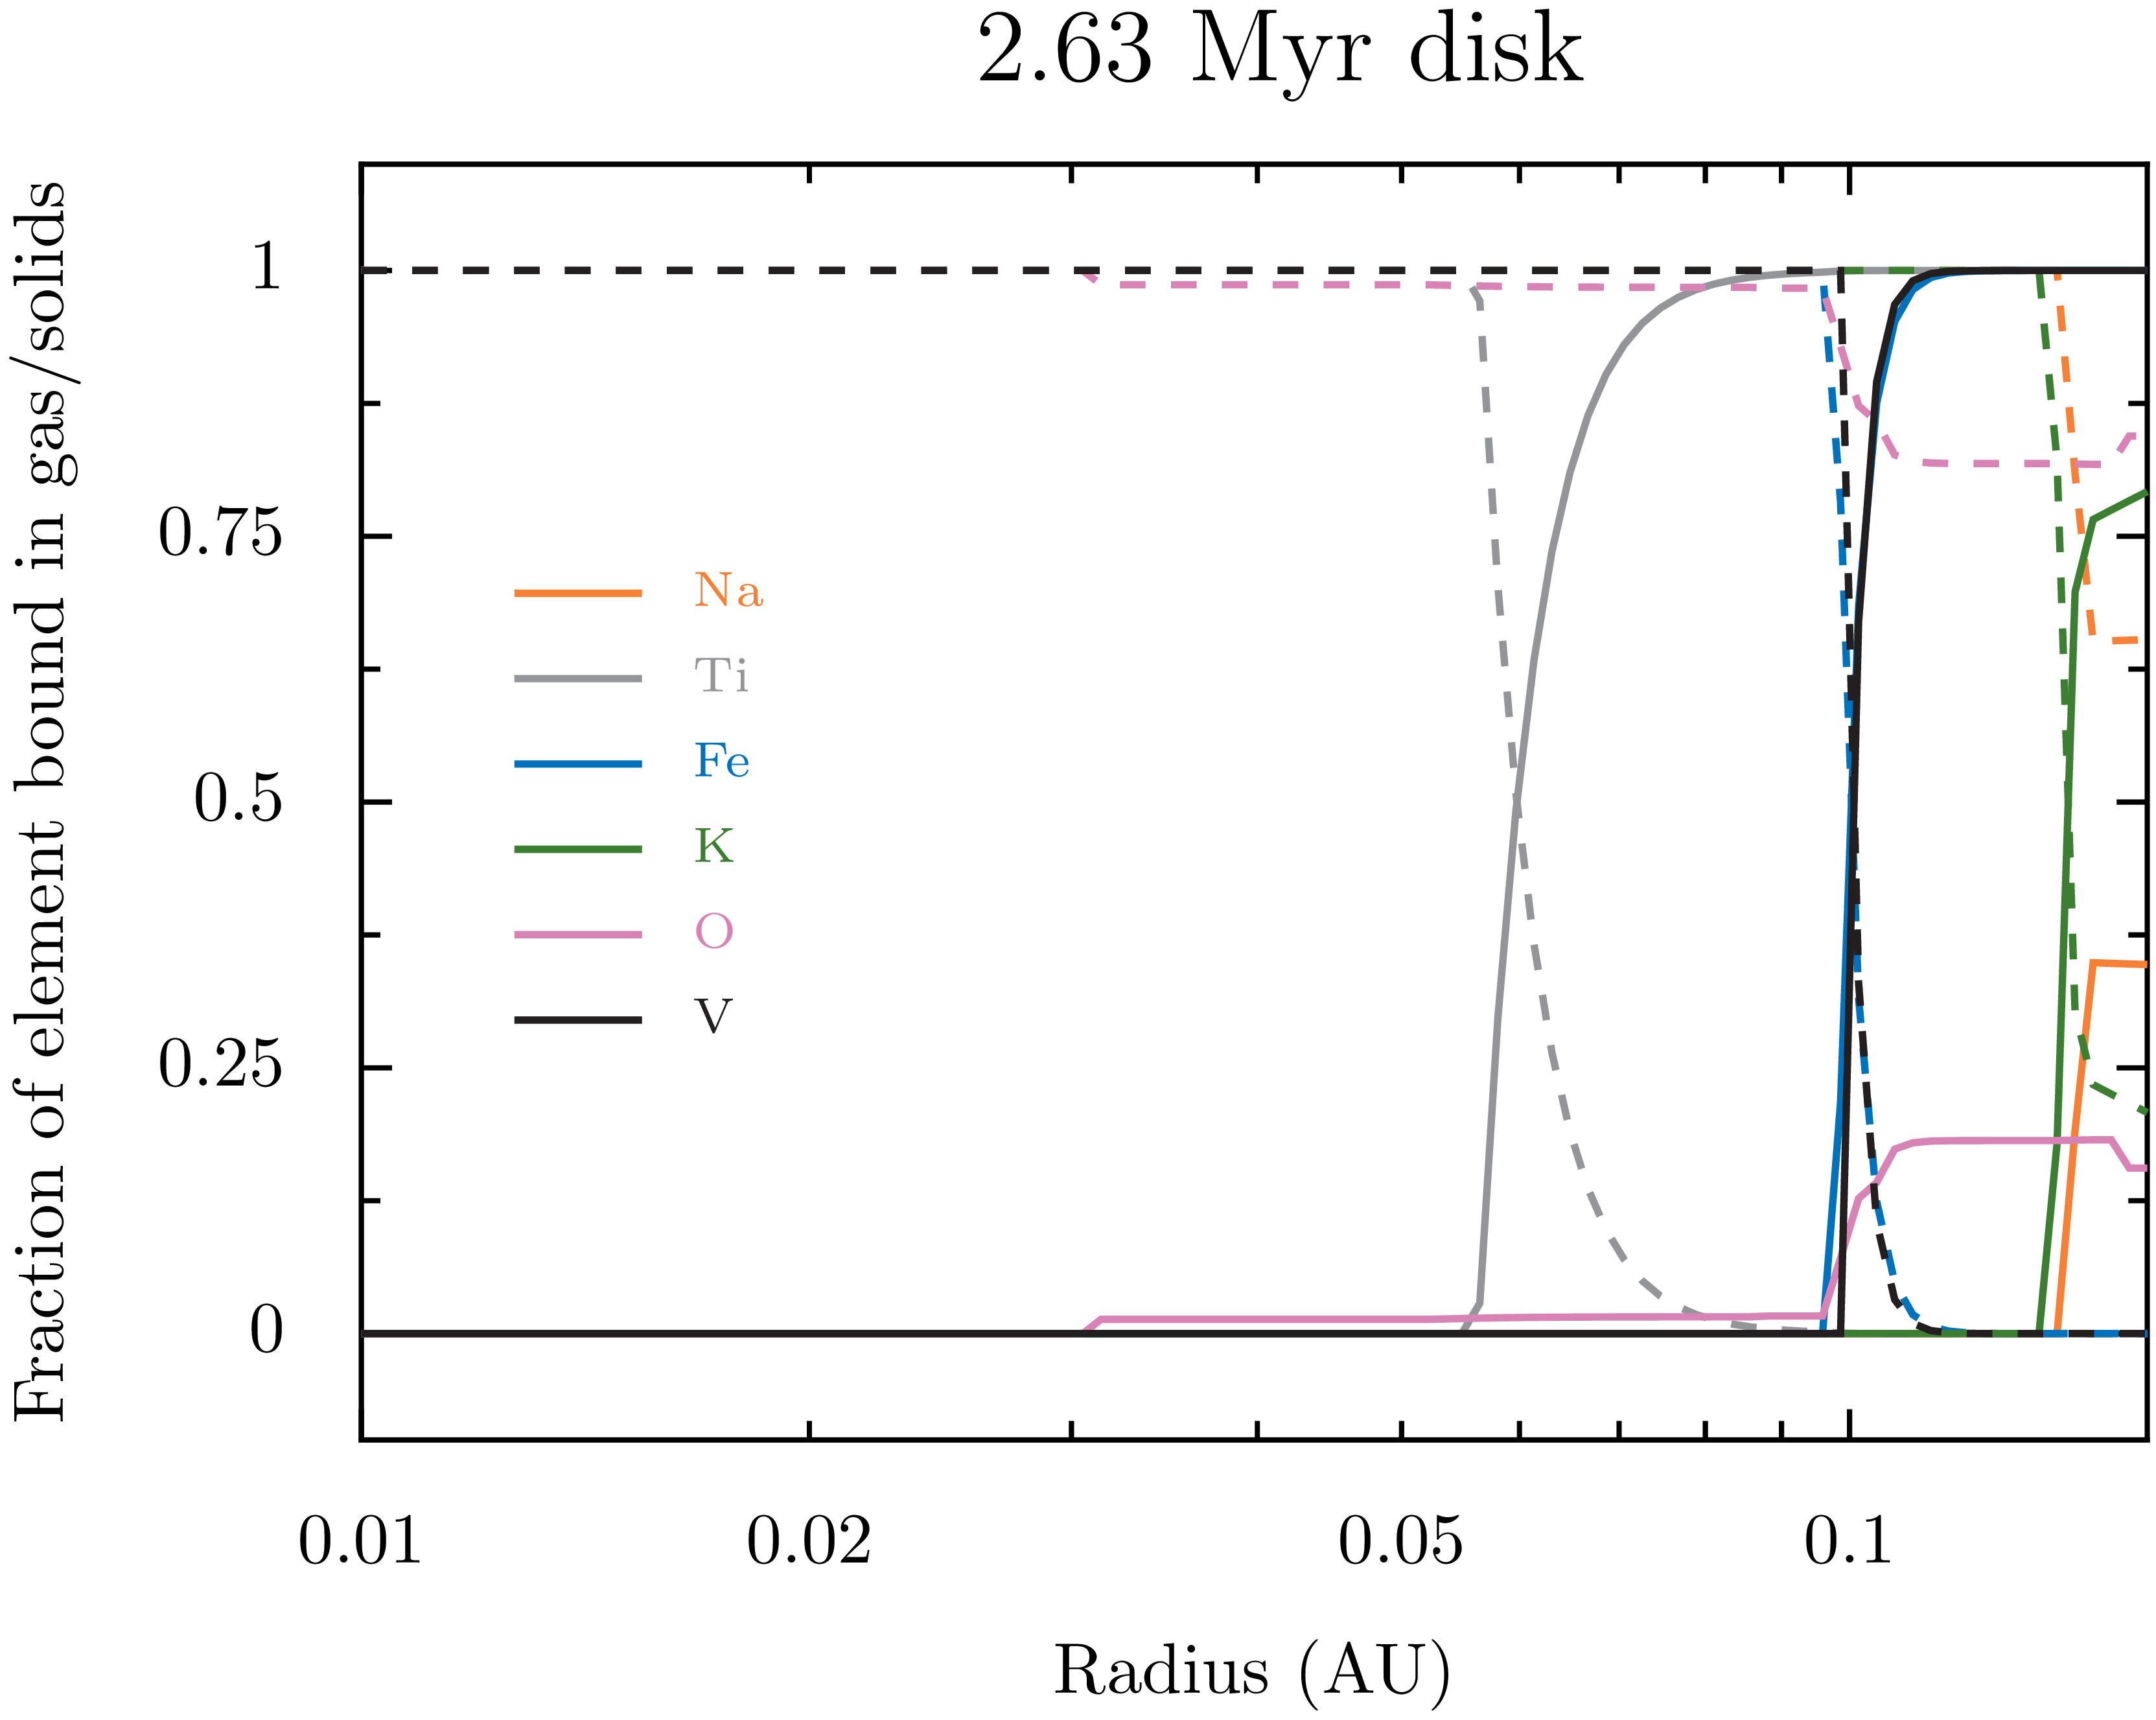 2.63 Myr disk
Fraction of element bound in gas/solids
1
0.75
0.5
0.25
0
Na
Ti
Fe
K
O
V
0.01 0.02 0.05 0.1
Radius (AU)